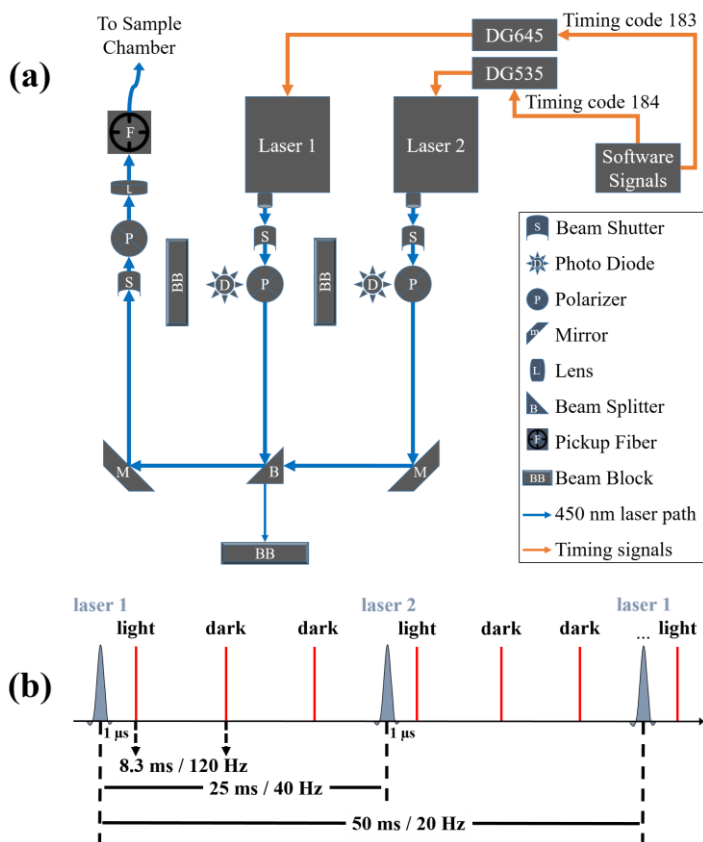 (a)
To Sample
Chamber
F
L
P
S
BB
Laser 1
S
D
P
BB
Laser 2
S
D
P
DG645
DG535
Timing code 183
Timing code 184
Software
Signals
M
B
M
BB
S Beam Shutter
D Photo Diode
P Polarizer
m Mirror
L Lens
B Beam Splitter
F Pickup Fiber
BB Beam Block
450 nm laser path
Timing signals
(b)
laser 1 laser 2 laser 1
light dark dark light dark dark ... light
1 μs 1 μs
8.3 ms / 120 Hz
25 ms / 40 Hz
50 ms / 20 Hz